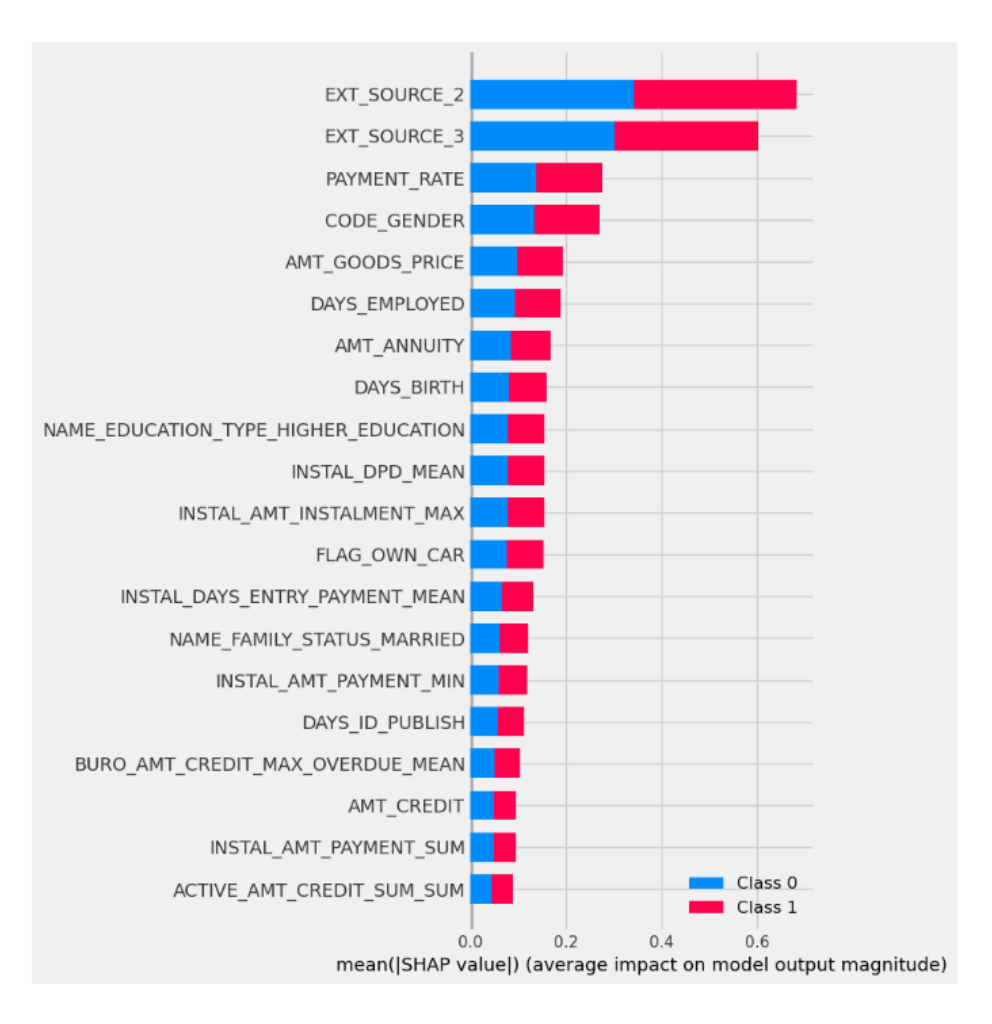 EXT_SOURCE_2
EXT_SOURCE_3
PAYMENT_RATE
CODE_GENDER
AMT_GOODS_PRICE
DAYS_EMPLOYED
AMT_ANNUITY
DAYS_BIRTH
NAME_EDUCATION_TYPE_HIGHER_EDUCATION
INSTAL_DPD_MEAN
INSTAL_AMT_INSTALMENT_MAX
FLAG_OWN_CAR
INSTAL_DAYS_ENTRY_PAYMENT_MEAN
NAME_FAMILY_STATUS_MARRIED
INSTAL_AMT_PAYMENT_MIN
DAYS_ID_PUBLISH
BURO_AMT_CREDIT_MAX_OVERDUE_MEAN
AMT_CREDIT
INSTAL_AMT_PAYMENT_SUM
ACTIVE_AMT_CREDIT_SUM_SUM
Class 0
Class 1
0.0 0.2 0.4 0.6
mean(|SHAP value|) (average impact on model output magnitude)